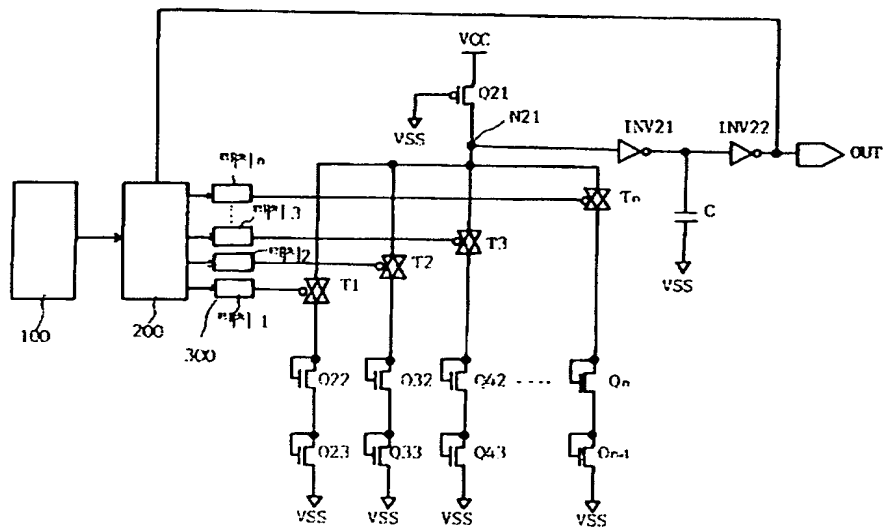 VCC
Q21
VSS
N21
INV21
INV22
OUT
C
VSS
Tn
T3
T2
T1
100
200
300
Q22
Q32
Q42
Qn
Q23
Q33
Q43
Qn-1
VSS
VSS
VSS
VSS